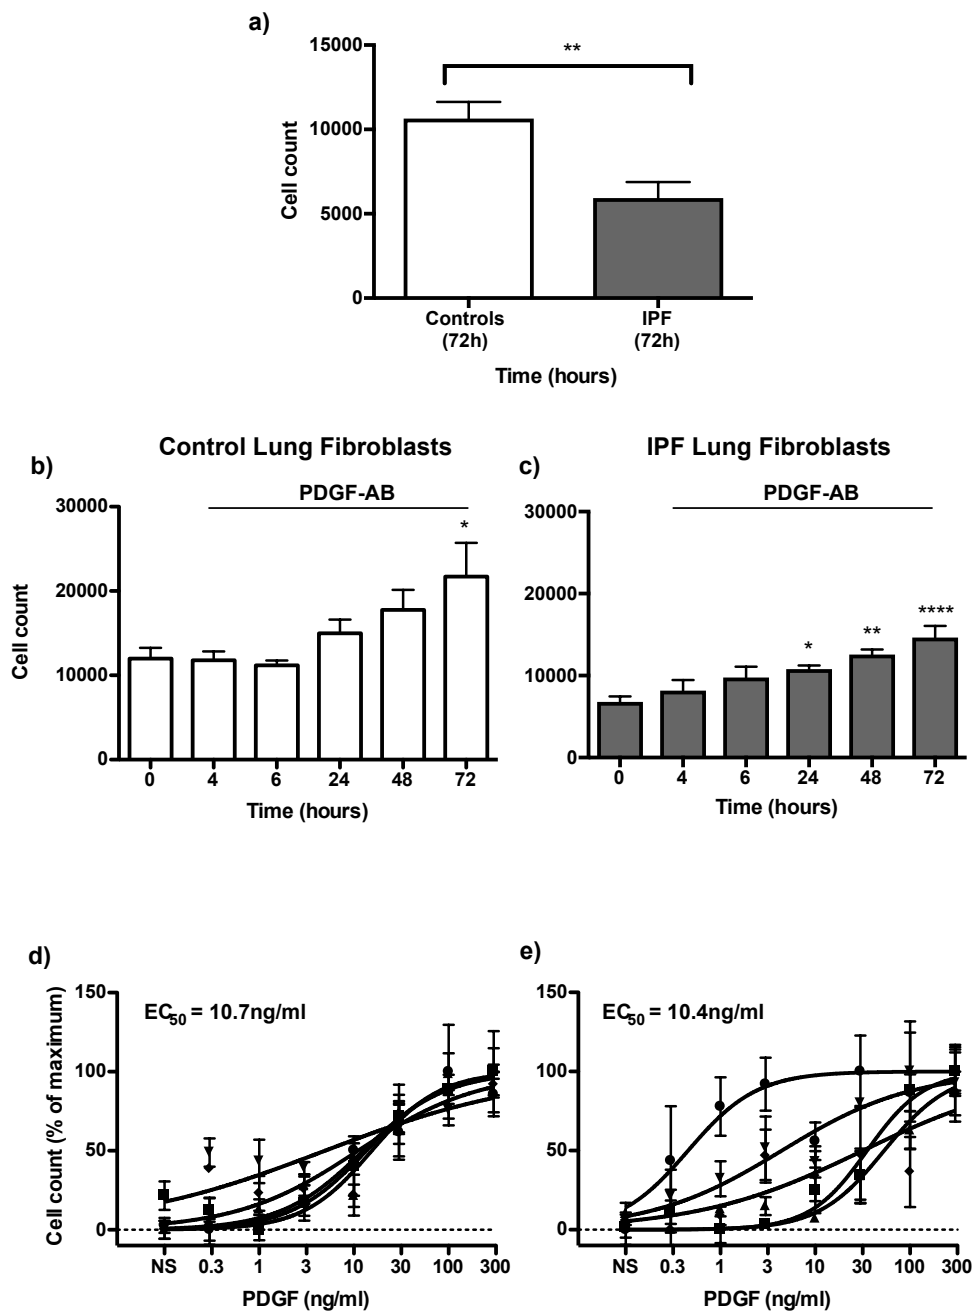 a)
15000
10000
5000
0
Cell count
**
Controls
(72h)
IPF
(72h)
Time (hours)
b)
Control Lung Fibroblasts
PDGF-AB
30000
20000
10000
0
Cell count
*
0 4 6 24 48 72
Time (hours)
c)
IPF Lung Fibroblasts
PDGF-AB
30000
20000
10000
0
* ** ****
0 4 6 24 48 72
Time (hours)
d)
150
100
50
0
Cell count (% of maximum)
EC50 = 10.7ng/ml
NS 0.3 1 3 10 30 100 300
PDGF (ng/ml)
e)
150
100
50
0
EC50 = 10.4ng/ml
NS 0.3 1 3 10 30 100 300
PDGF (ng/ml)